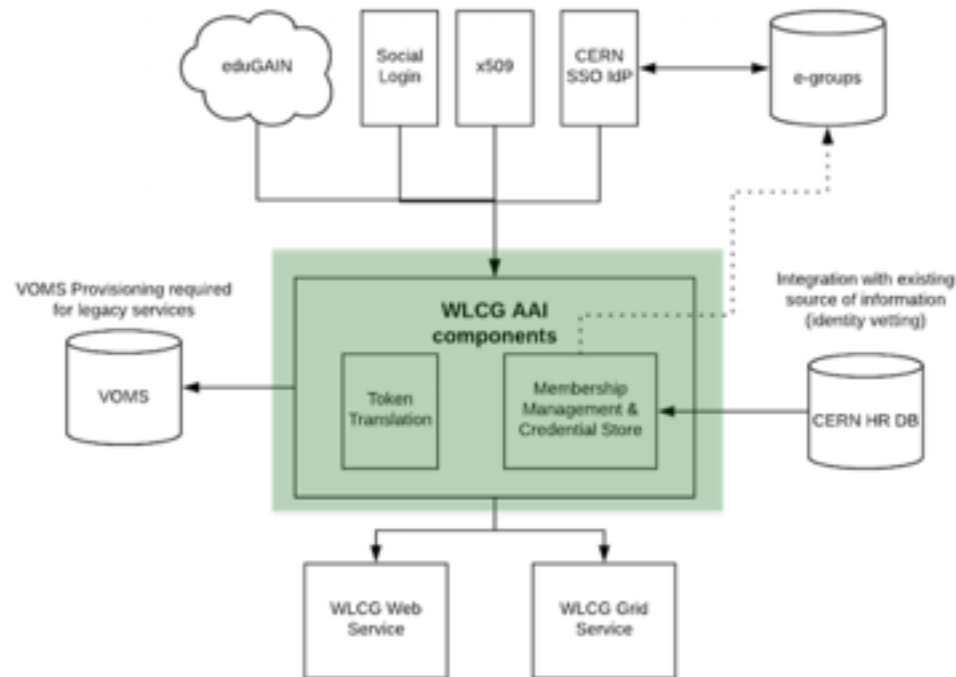 eduGAIN
Social
Login
x509
CERN
SSO IdP
e-groups
VOMS Provisioning required
for legacy services
VOMS
WLCG AAI
components
Token
Translation
Membership
Management &
Credential Store
Integration with existing
source of information
(identity vetting)
CERN HR DB
WLCG Web
Service
WLCG Grid
Service